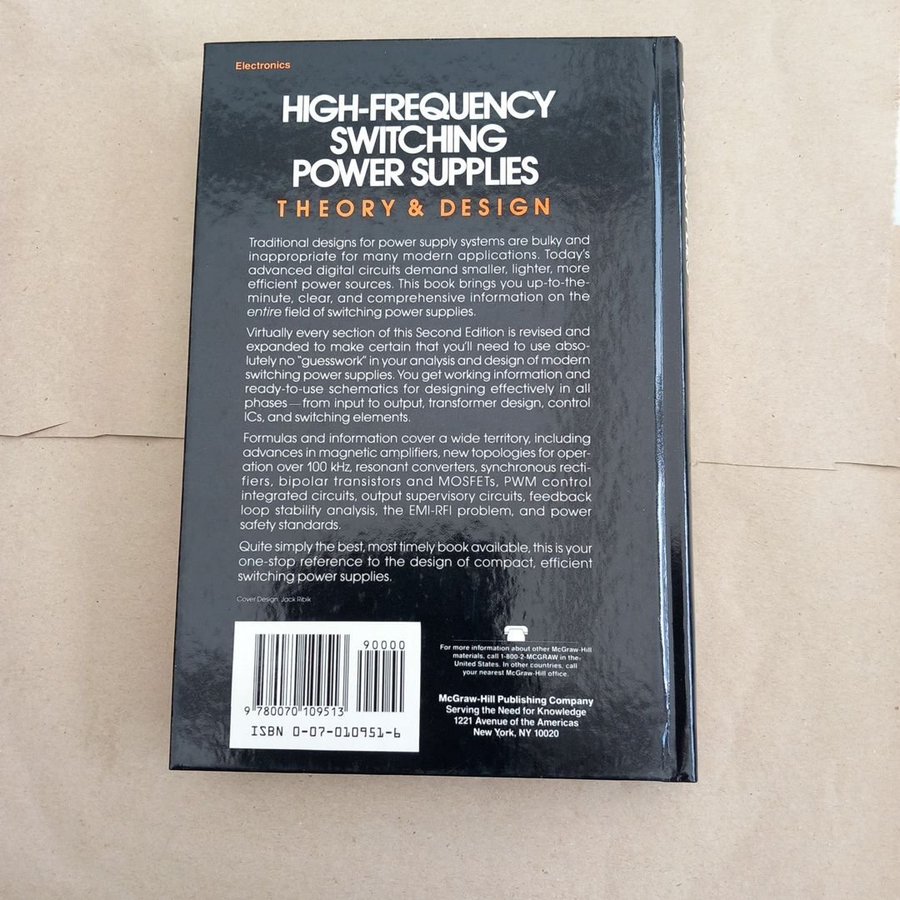 Electronics
HIGH-FREQUENCY
SWITCHING
POWER SUPPLIES
THEORY & DESIGN
Traditional designs for power supply systems are bulky and
inappropriate for many modern applications. Today's
advanced digital circuits demand smaller, lighter, more
efficient power sources. This book brings you up-to-the-
minute, clear, and comprehensive information on the
entire field of switching power supplies.
Virtually every section of this Second Edition is revised and
expanded to make certain that you'll need to use abso-
lutely no "guesswork" in your analysis and design of modern
switching power supplies. You get working information and
ready-to-use schematics for designing effectively in all
phases—from input to output, transformer design, control
ICs, and switching elements.
Formulas and information cover a wide territory, including
advances in magnetic amplifiers, new topologies for oper-
ation over 100 kHz, resonant converters, synchronous recti-
fiers, bipolar transistors and MOSFETs, PWM control
integrated circuits, output supervisory circuits, feedback
loop stability analysis, the EMI-RFI problem, and power
safety standards.
Quite simply the best, most timely book available, this is your
one-stop reference to the design of compact, efficient
switching power supplies.
Cover Design: Jack Ribik
90000
9 780070 109513
ISBN 0-07-010951-6
For more information about other McGraw-Hill
materials, call 1-800-2-MCGRAW in the
United States. In other countries, call
your nearest McGraw-Hill office.
McGraw-Hill Publishing Company
Serving the Need for Knowledge
1221 Avenue of the Americas
New York, NY 10020